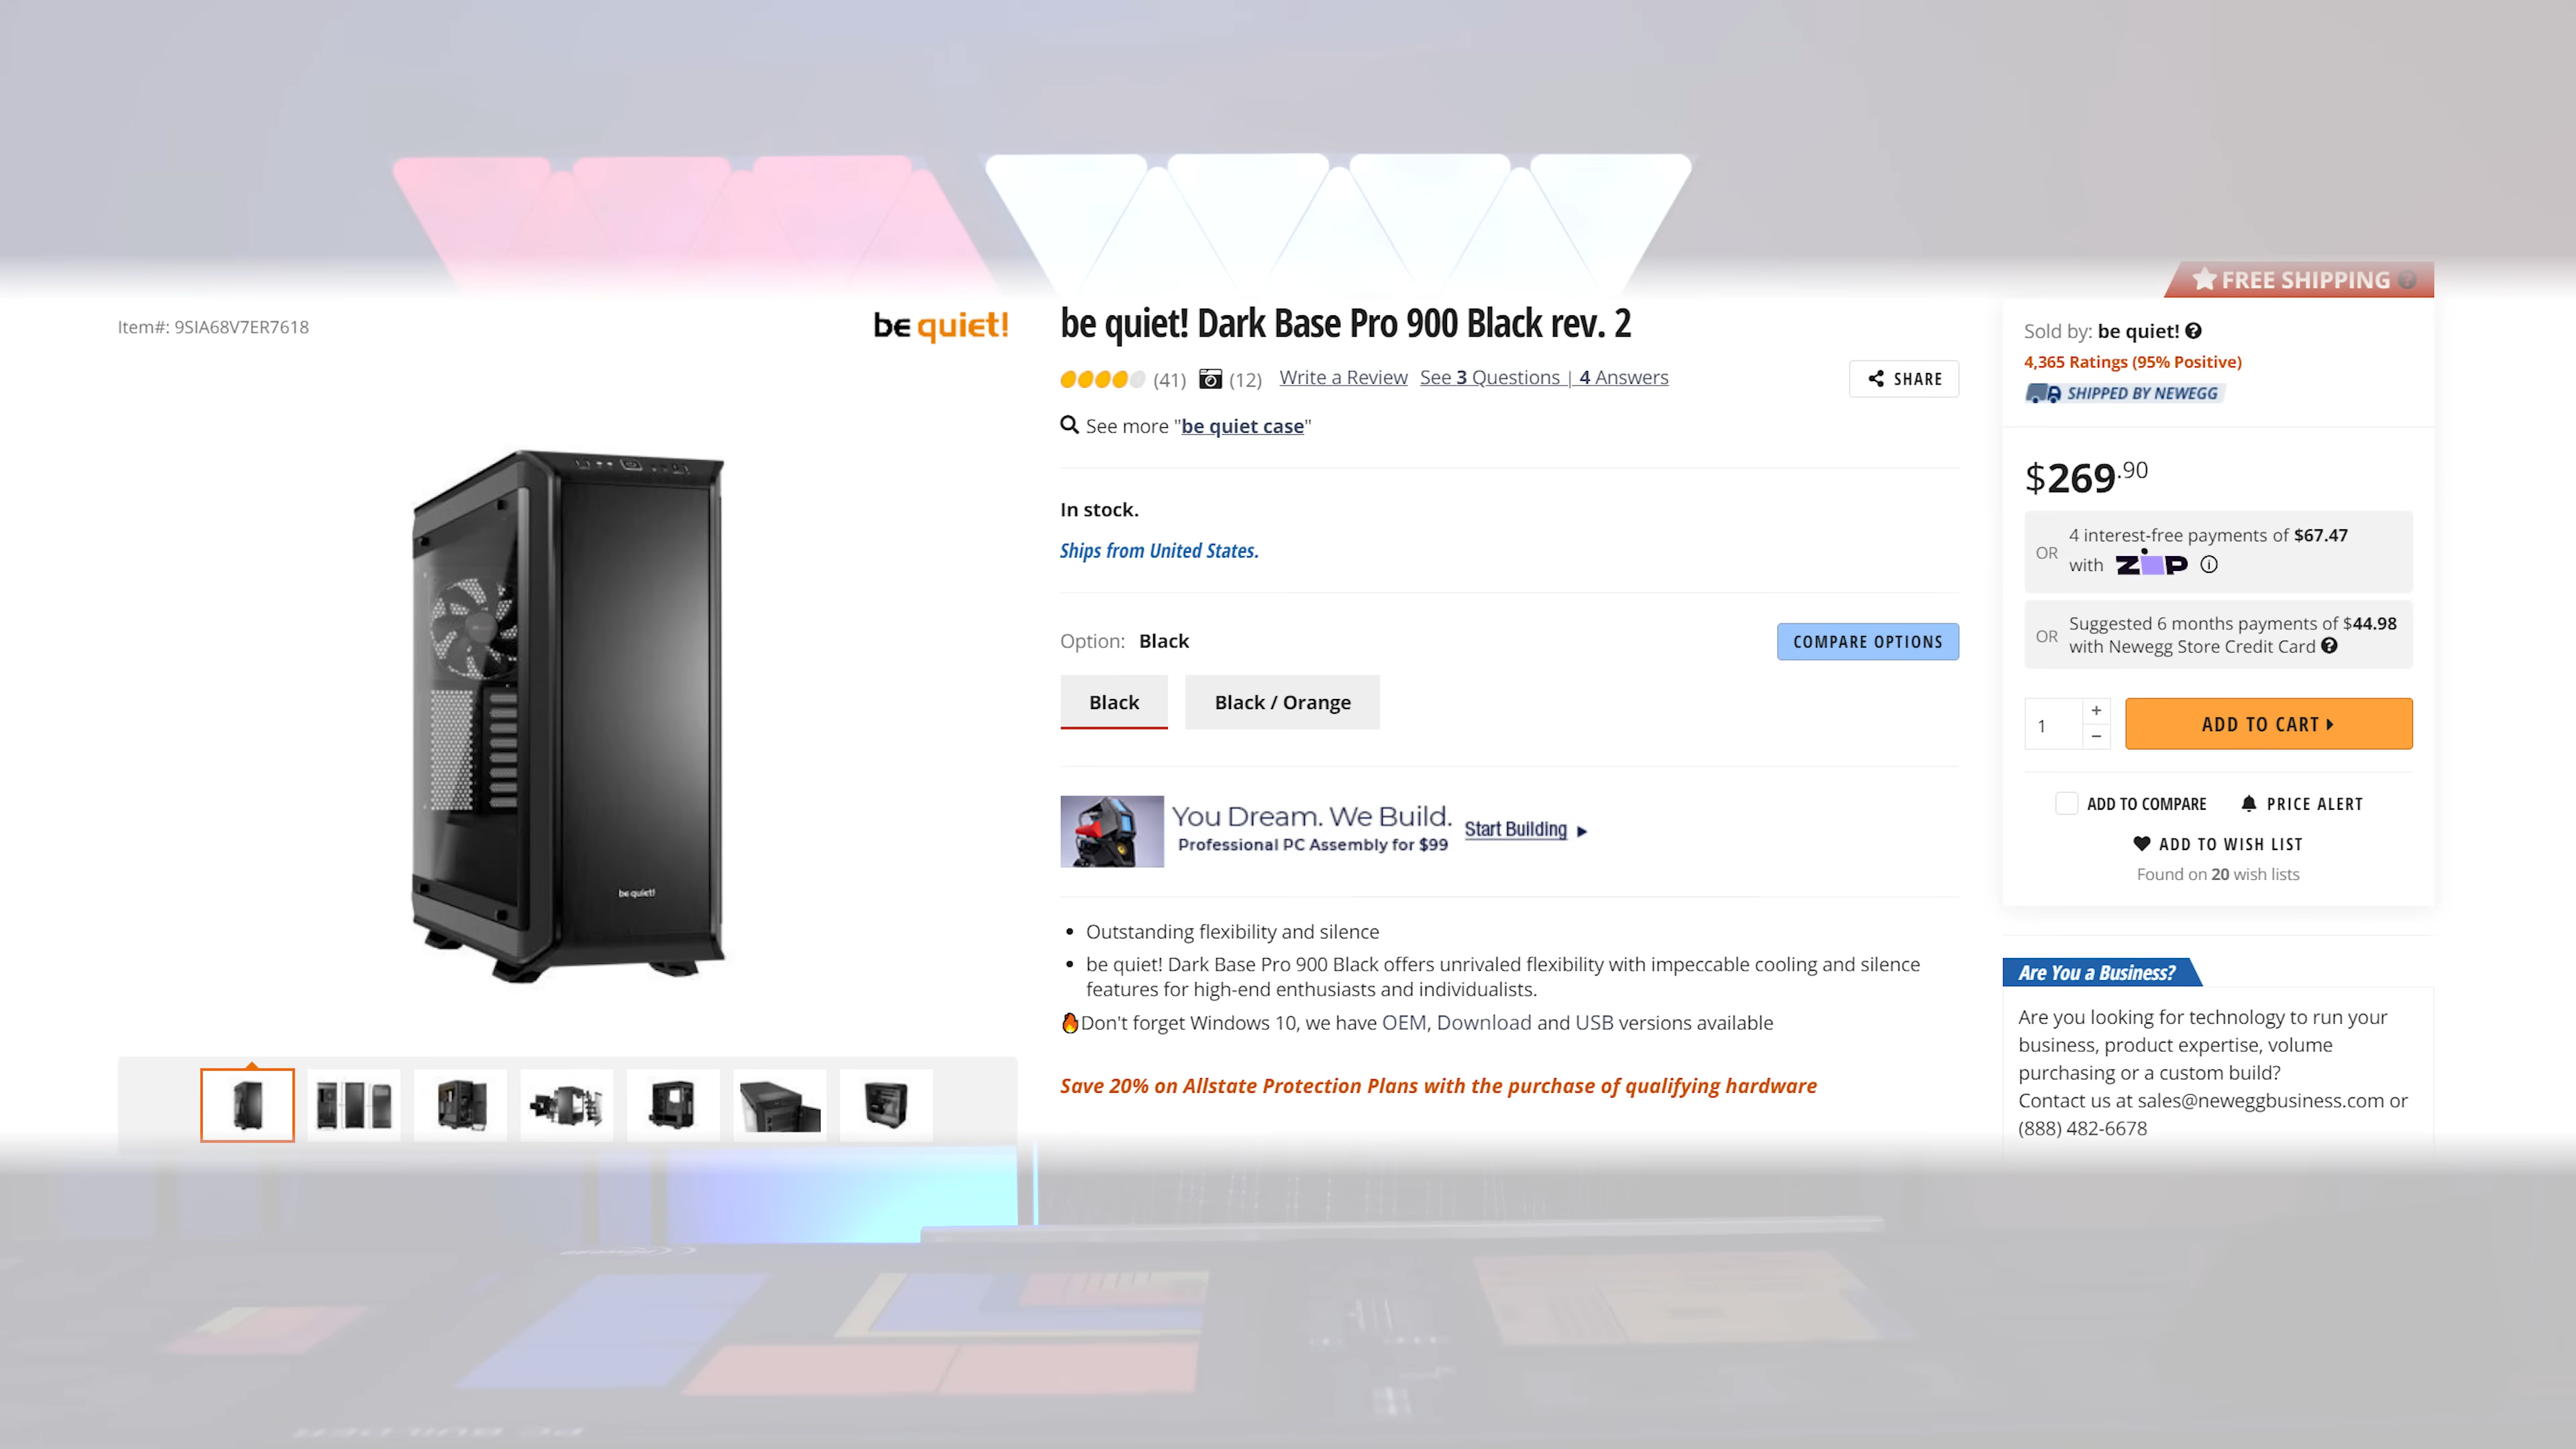 FREE SHIPPING
Item#: 9SIA68V7ER7618
be quiet!
be quiet!
be quiet! Dark Base Pro 900 Black rev. 2
(41) (12) Write a Review See 3 Questions | 4 Answers
SHARE
See more "be quiet case"
In stock.
Ships from United States.
Option: Black
COMPARE OPTIONS
Black Black / Orange
You Dream. We Build.
Professional PC Assembly for $99
Start Building
• Outstanding flexibility and silence
• be quiet! Dark Base Pro 900 Black offers unrivaled flexibility with impeccable cooling and silence
features for high-end enthusiasts and individualists.
Don't forget Windows 10, we have OEM, Download and USB versions available
Save 20% on Allstate Protection Plans with the purchase of qualifying hardware
Sold by: be quiet!
4,365 Ratings (95% Positive)
SHIPPED BY NEWEGG
$269.90
OR
4 interest-free payments of $67.47
with ZIP
OR
Suggested 6 months payments of $44.98
with Newegg Store Credit Card
1 + −
ADD TO CART
ADD TO COMPARE PRICE ALERT
ADD TO WISH LIST
Found on 20 wish lists
Are You a Business?
Are you looking for technology to run your
business, product expertise, volume
purchasing or a custom build?
Contact us at sales@neweggbusiness.com or
(888) 482-6678